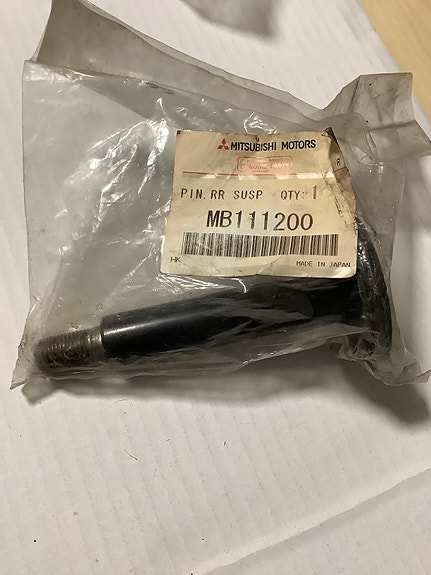 MITSUBISHI MOTORS
R
PIN,RR SUSP QTY:1
MB111200
HK
MADE IN JAPAN